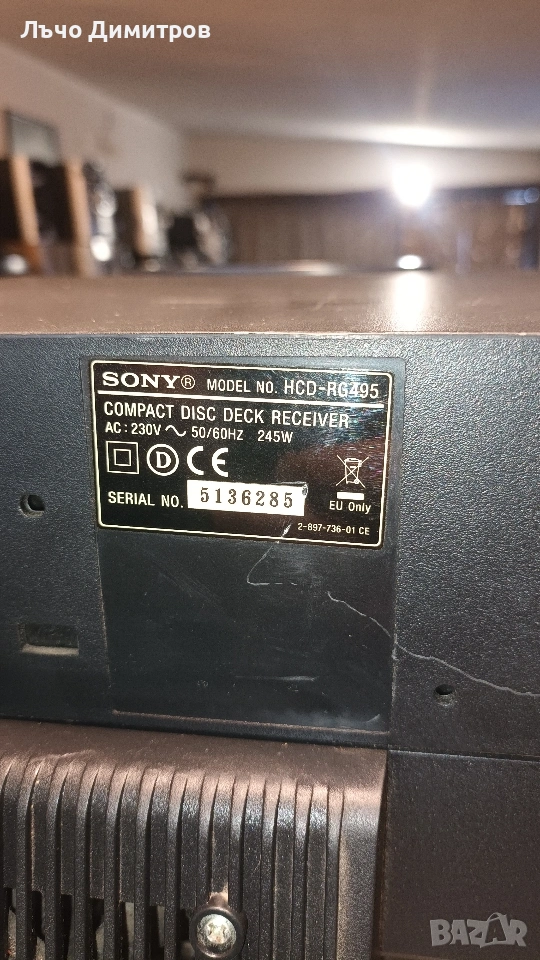 Лъчо Димитров
SONY® MODEL NO. HCD-RG495
COMPACT DISC DECK RECEIVER
AC: 230V ~ 50/60HZ 245W
D CE
SERIAL NO. 5136285 EU Only
2-897-736-01 CE
BAZAR